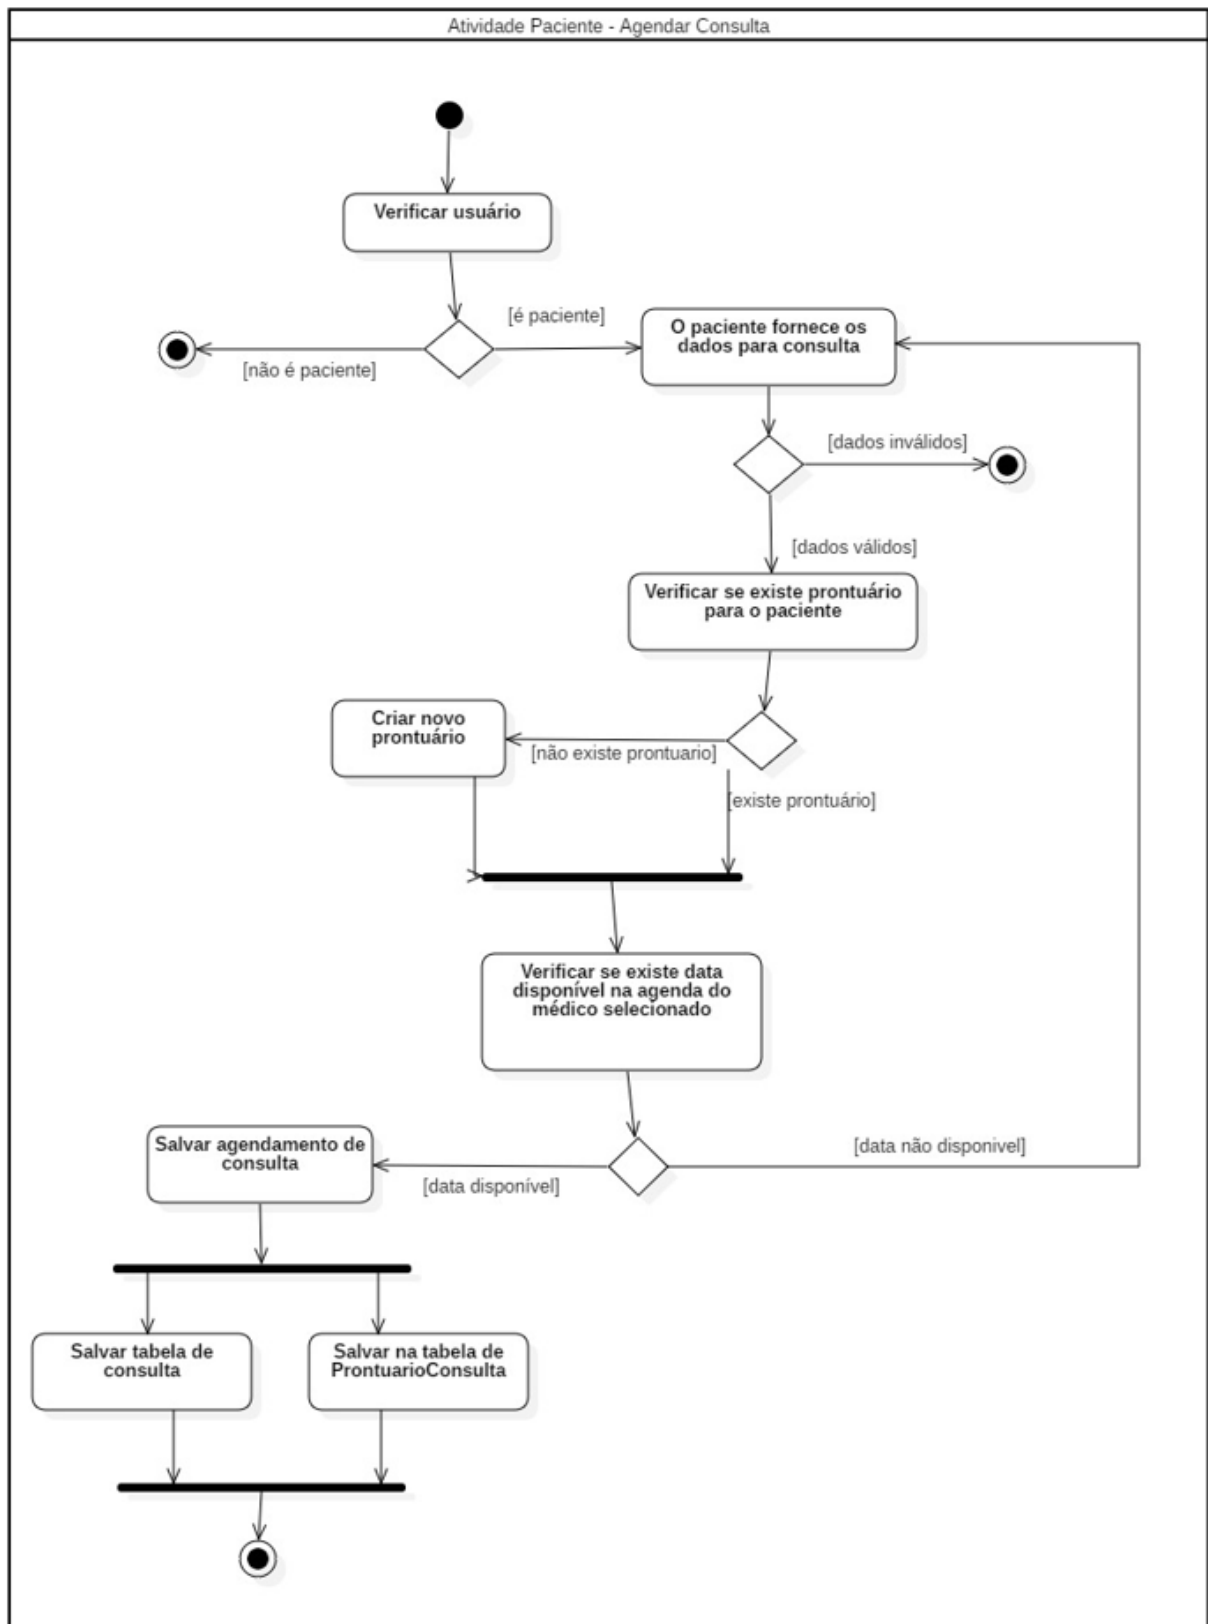 Atividade Paciente - Agendar Consulta
Verificar usuário
[é paciente]
[não é paciente]
O paciente fornece os
dados para consulta
[dados inválidos]
[dados válidos]
Verificar se existe prontuário
para o paciente
Criar novo
prontuário
[não existe prontuario]
[existe prontuário]
Verificar se existe data
disponível na agenda do
médico selecionado
Salvar agendamento de
consulta
[data disponível]
[data não disponivel]
Salvar tabela de
consulta
Salvar na tabela de
ProntuarioConsulta